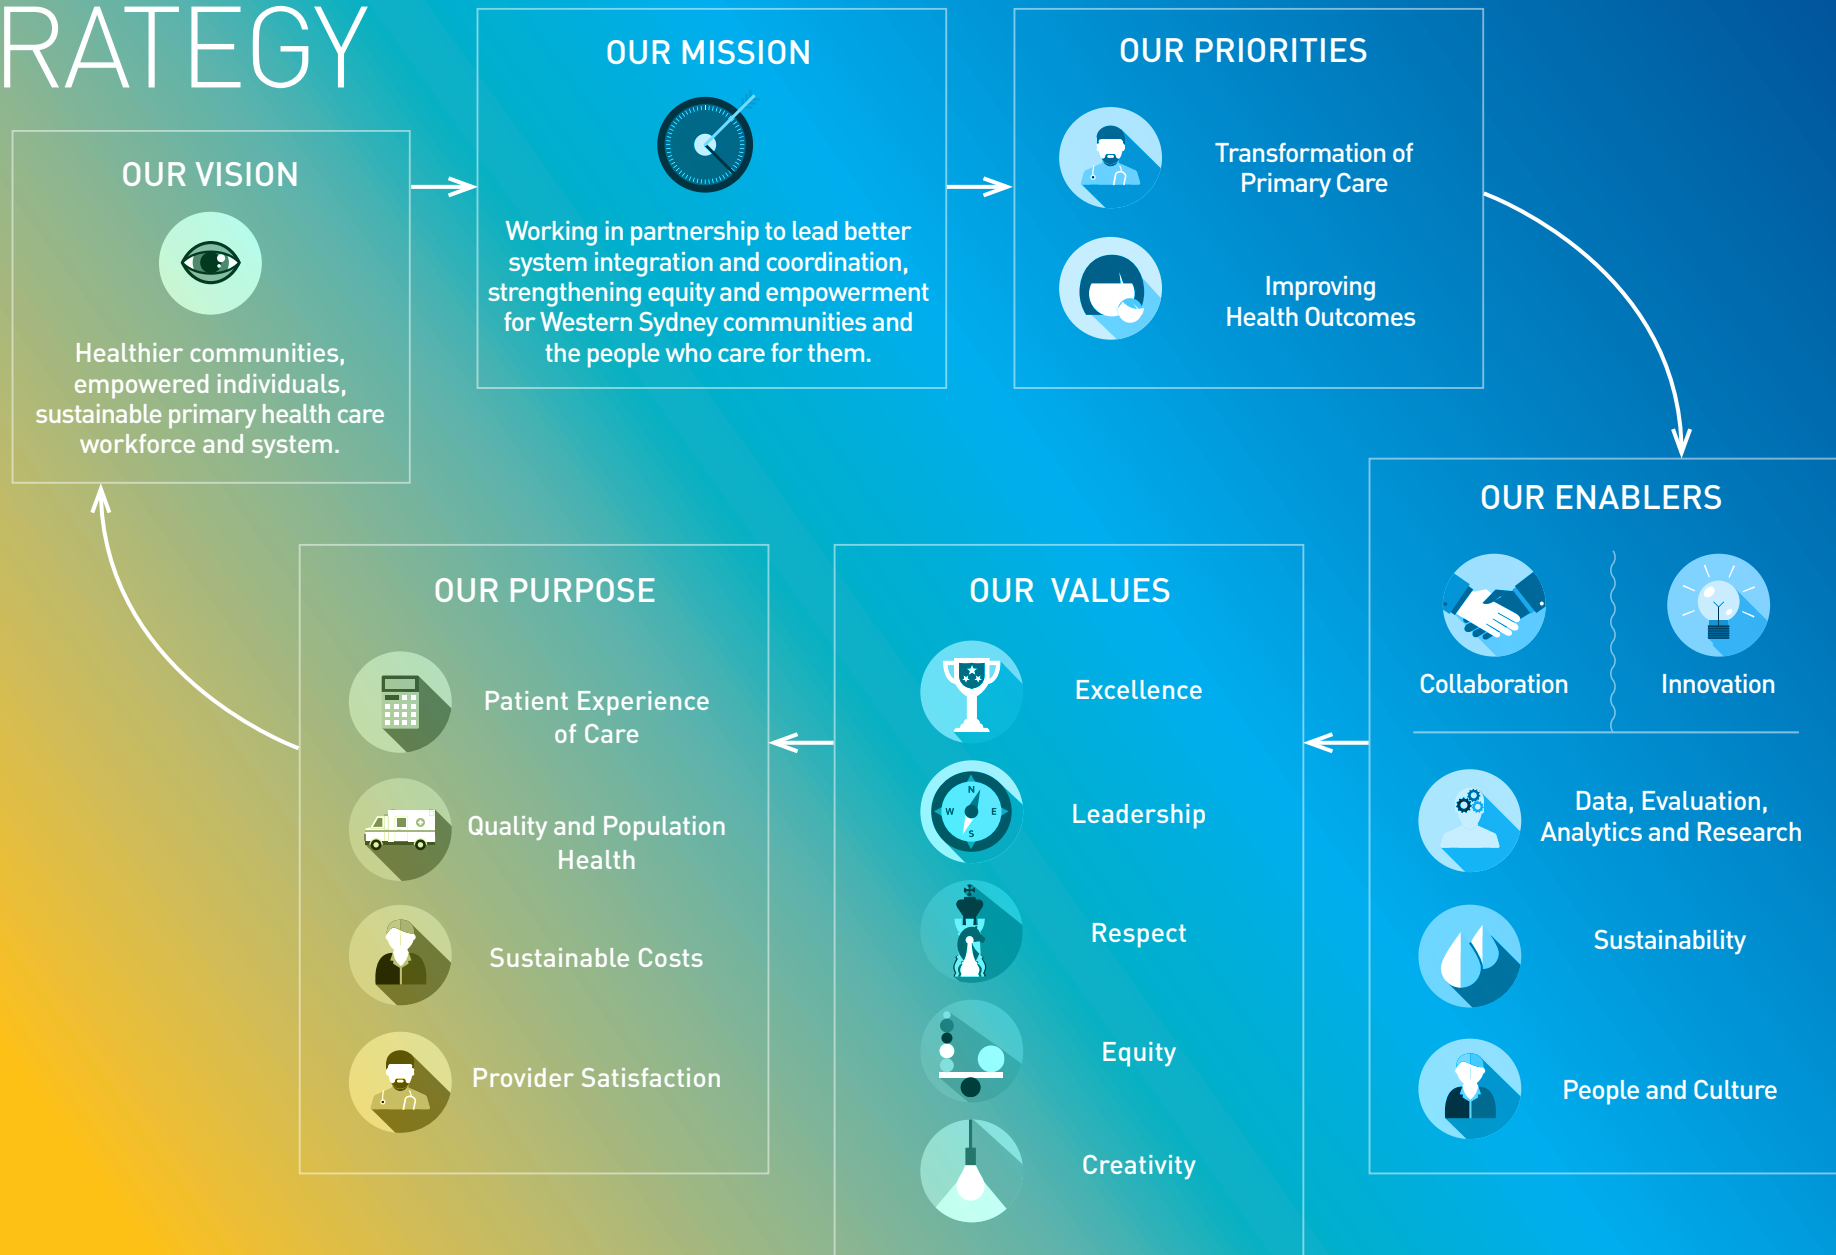 RATEGY
OUR VISION
Healthier communities,
empowered individuals,
sustainable primary health care
workforce and system.
OUR MISSION
Working in partnership to lead better
system integration and coordination,
strengthening equity and empowerment
for Western Sydney communities and
the people who care for them.
OUR PRIORITIES
Transformation of
Primary Care
Improving
Health Outcomes
OUR ENABLERS
Collaboration
Innovation
Data, Evaluation,
Analytics and Research
Sustainability
People and Culture
OUR VALUES
Excellence
N
W E
S
Leadership
Respect
Equity
Creativity
OUR PURPOSE
Patient Experience
of Care
Quality and Population
Health
Sustainable Costs
Provider Satisfaction